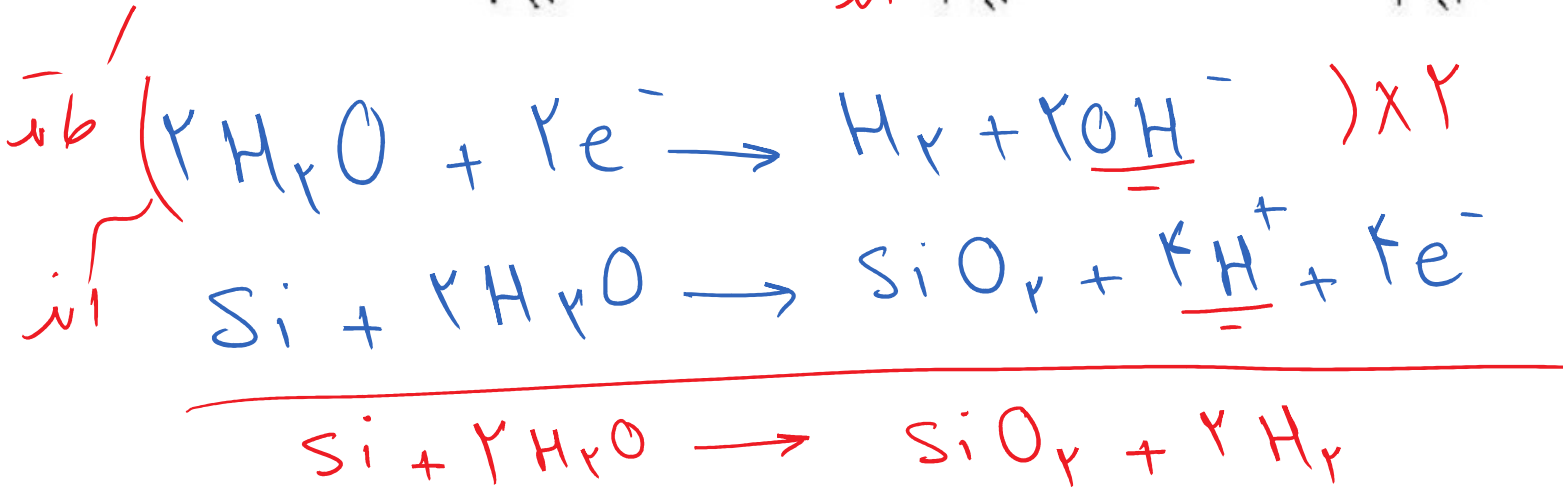 (۲H۲O + ۲e⁻ → H۲ + ۲OH⁻) × ۲
Si + ۲H۲O → SiO۲ + ۴H⁺ + ۴e⁻
Si + ۲H۲O → SiO۲ + ۲H۲